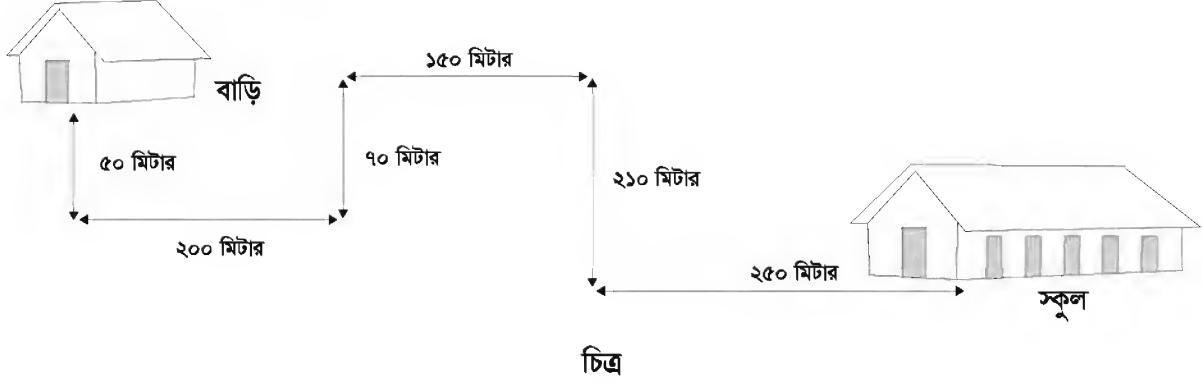 ১৫০ মিটার
বাড়ি
৫০ মিটার
৭০ মিটার
২১০ মিটার
২০০ মিটার
২৫০ মিটার
স্কুল
চিত্র